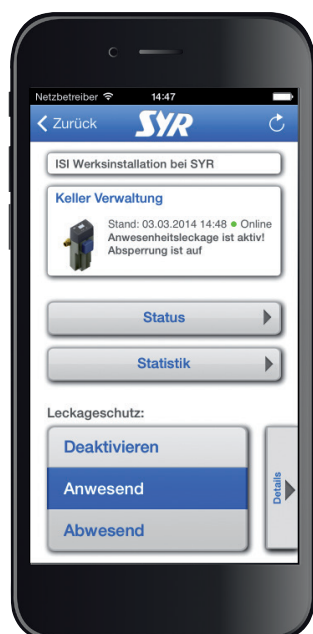 Netzbetreiber 14:47
Zurück SYR
ISI Werksinstallation bei SYR
Keller Verwaltung
Stand: 03.03.2014 14:48 Online
Anwesenheitsleckage ist aktiv!
Absperrung ist auf
Status
Statistik
Leckageschutz:
Deaktivieren
Anwesend
Abwesend
Details